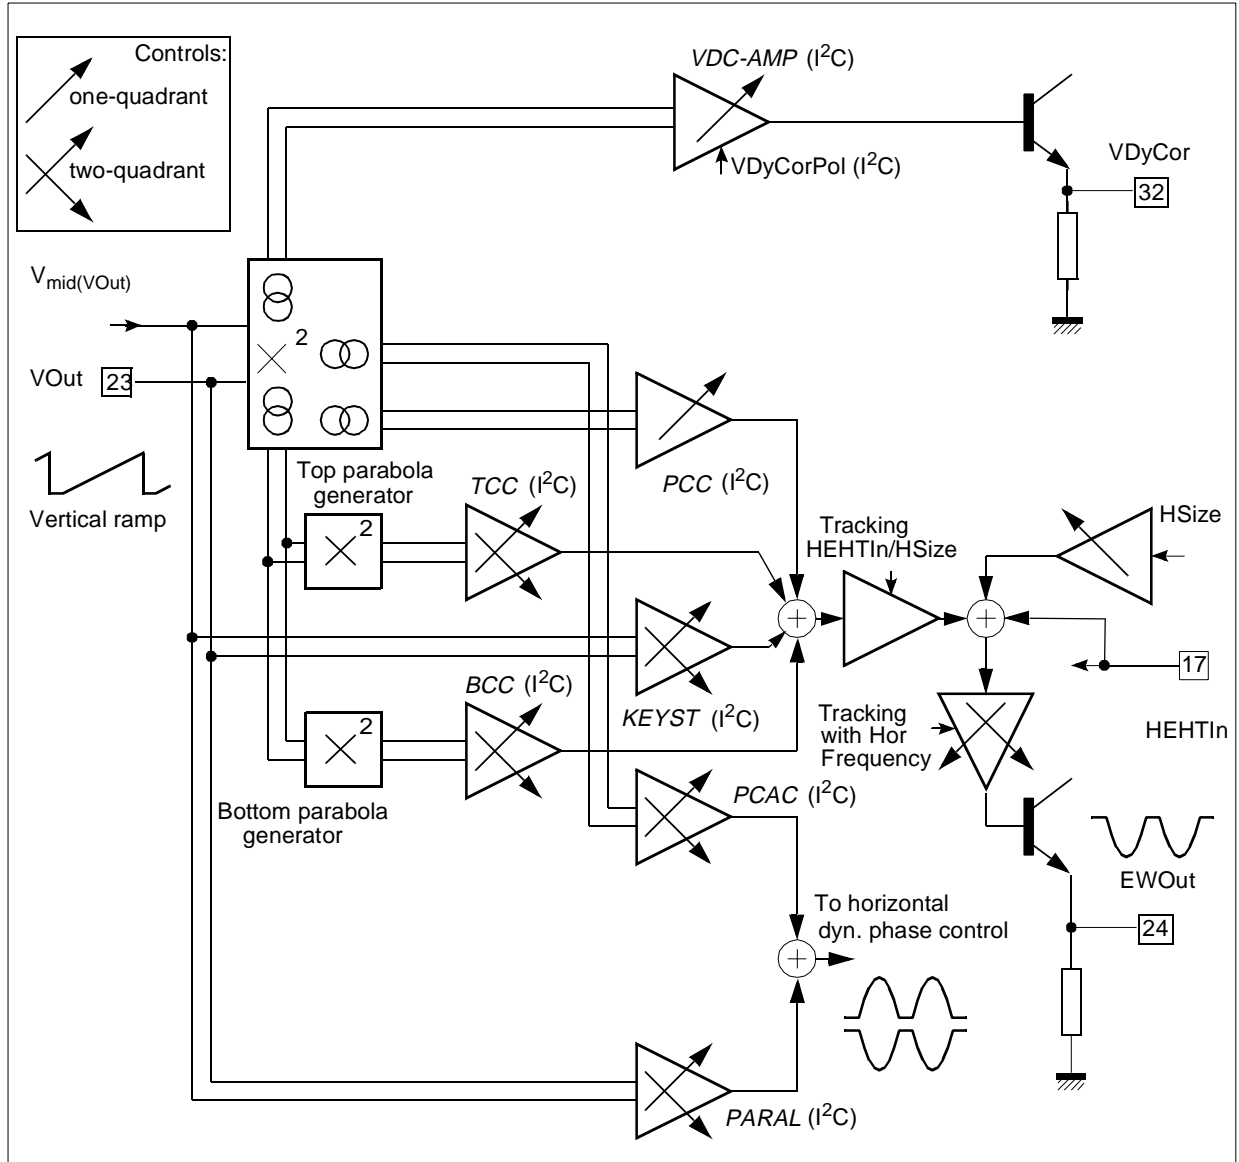 Controls:
one-quadrant
two-quadrant
VDC-AMP (I²C)
VDyCorPol (I²C)
VDyCor
32
Vmid(VOut)
2
VOut 23
Vertical ramp
Top parabola
generator
2
TCC (I²C)
PCC (I²C)
Tracking
HEHTIn/HSize
HSize
+
+
17
HEHTIn
KEYST (I²C)
BCC (I²C)
2
Bottom parabola
generator
Tracking
with Hor
Frequency
PCAC (I²C)
EWOut
24
To horizontal
dyn. phase control
+
PARAL (I²C)